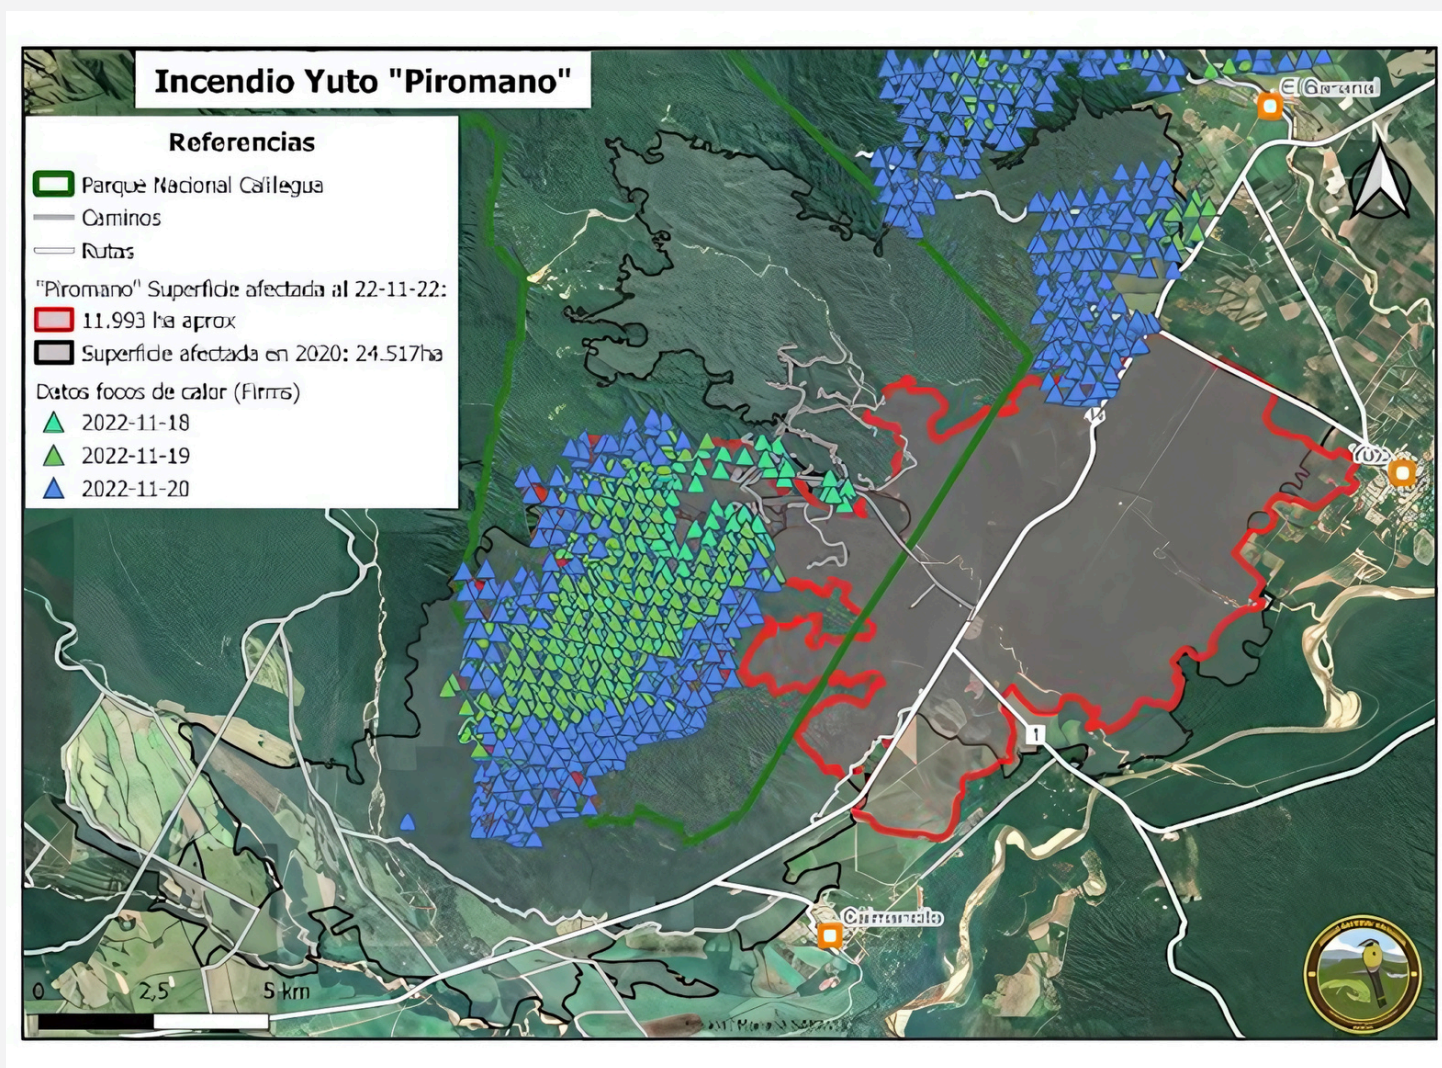 Incendio Yuto "Piromano"
Referencias
Parque Nacional Calilegua
Caminos
Rutas
"Piromano" Superficie afectada al 22-11-22:
11.993 ha aprox
Superficie afectada en 2020: 24.517ha
Datos focos de calor (Firms)
2022-11-18
2022-11-19
2022-11-20
1
0 2,5 5 km